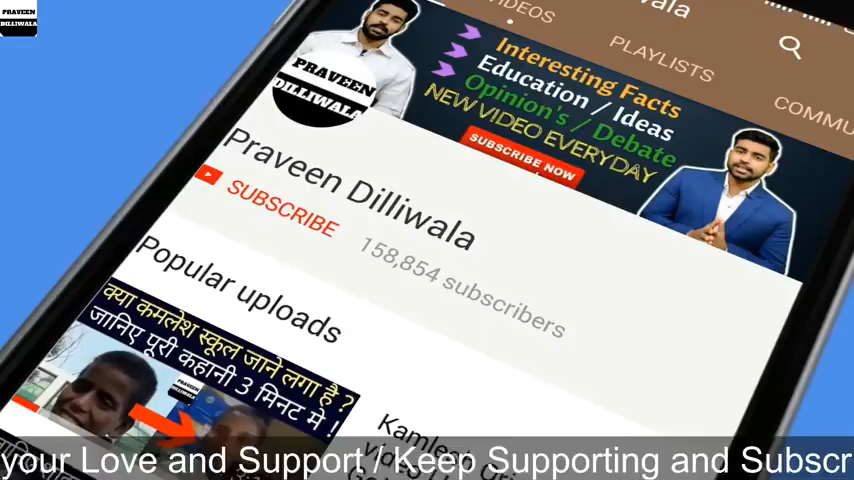 PRAVEEN
DILLIWALA
VIDEOS
PLAYLISTS
Interesting Facts
Education / Ideas
Opinion's / Debate
NEW VIDEO EVERYDAY
SUBSCRIBE NOW
PRAVEEN
DILLIWALA
Praveen Dilliwala
SUBSCRIBE
158,854 subscribers
Popular uploads
क्या कमलेश स्कूल जाने लगा है ?
जानिए पूरी कहानी 3 मिनट मे !
PRAVEEN
DILLIWALA
your Love and Support / Keep Supporting and